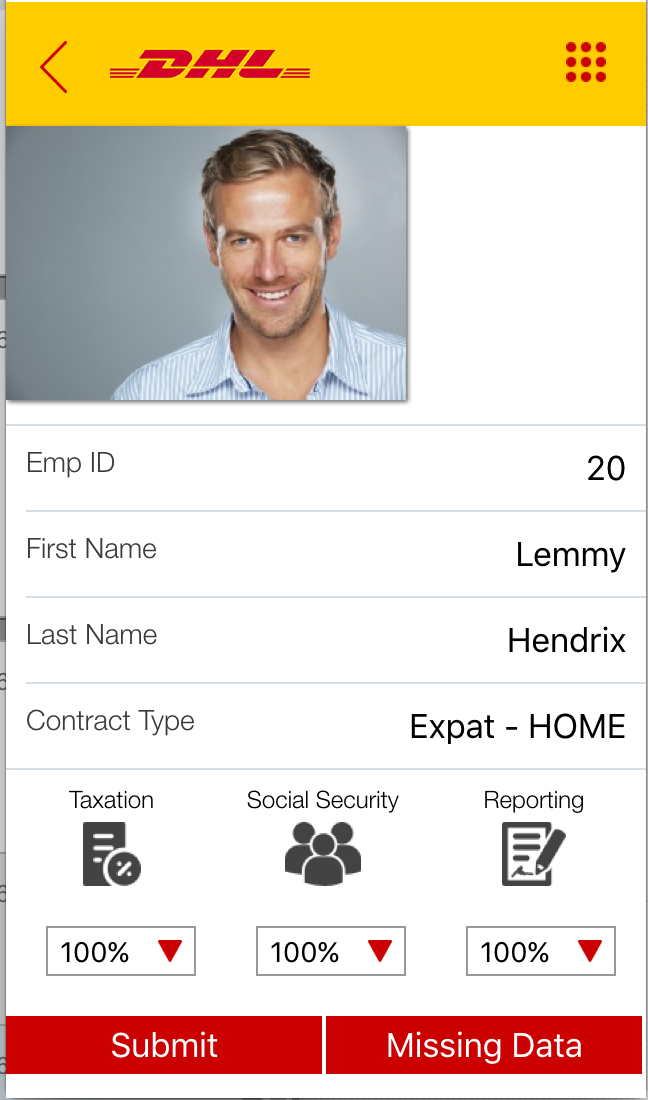 DHL
Emp ID 20
First Name Lemmy
Last Name Hendrix
Contract Type Expat - HOME
Taxation Social Security Reporting
100% 100% 100%
Submit Missing Data